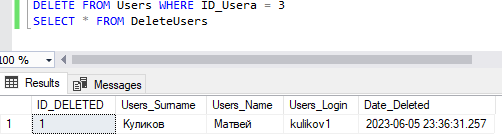 DELETE FROM Users WHERE ID_Usera = 3
SELECT * FROM DeleteUsers
00 %
Results Messages
ID_DELETED Users_Surname Users_Name Users_Login Date_Deleted
1 1 Куликов Матвей kulikov1 2023-06-05 23:36:31.257